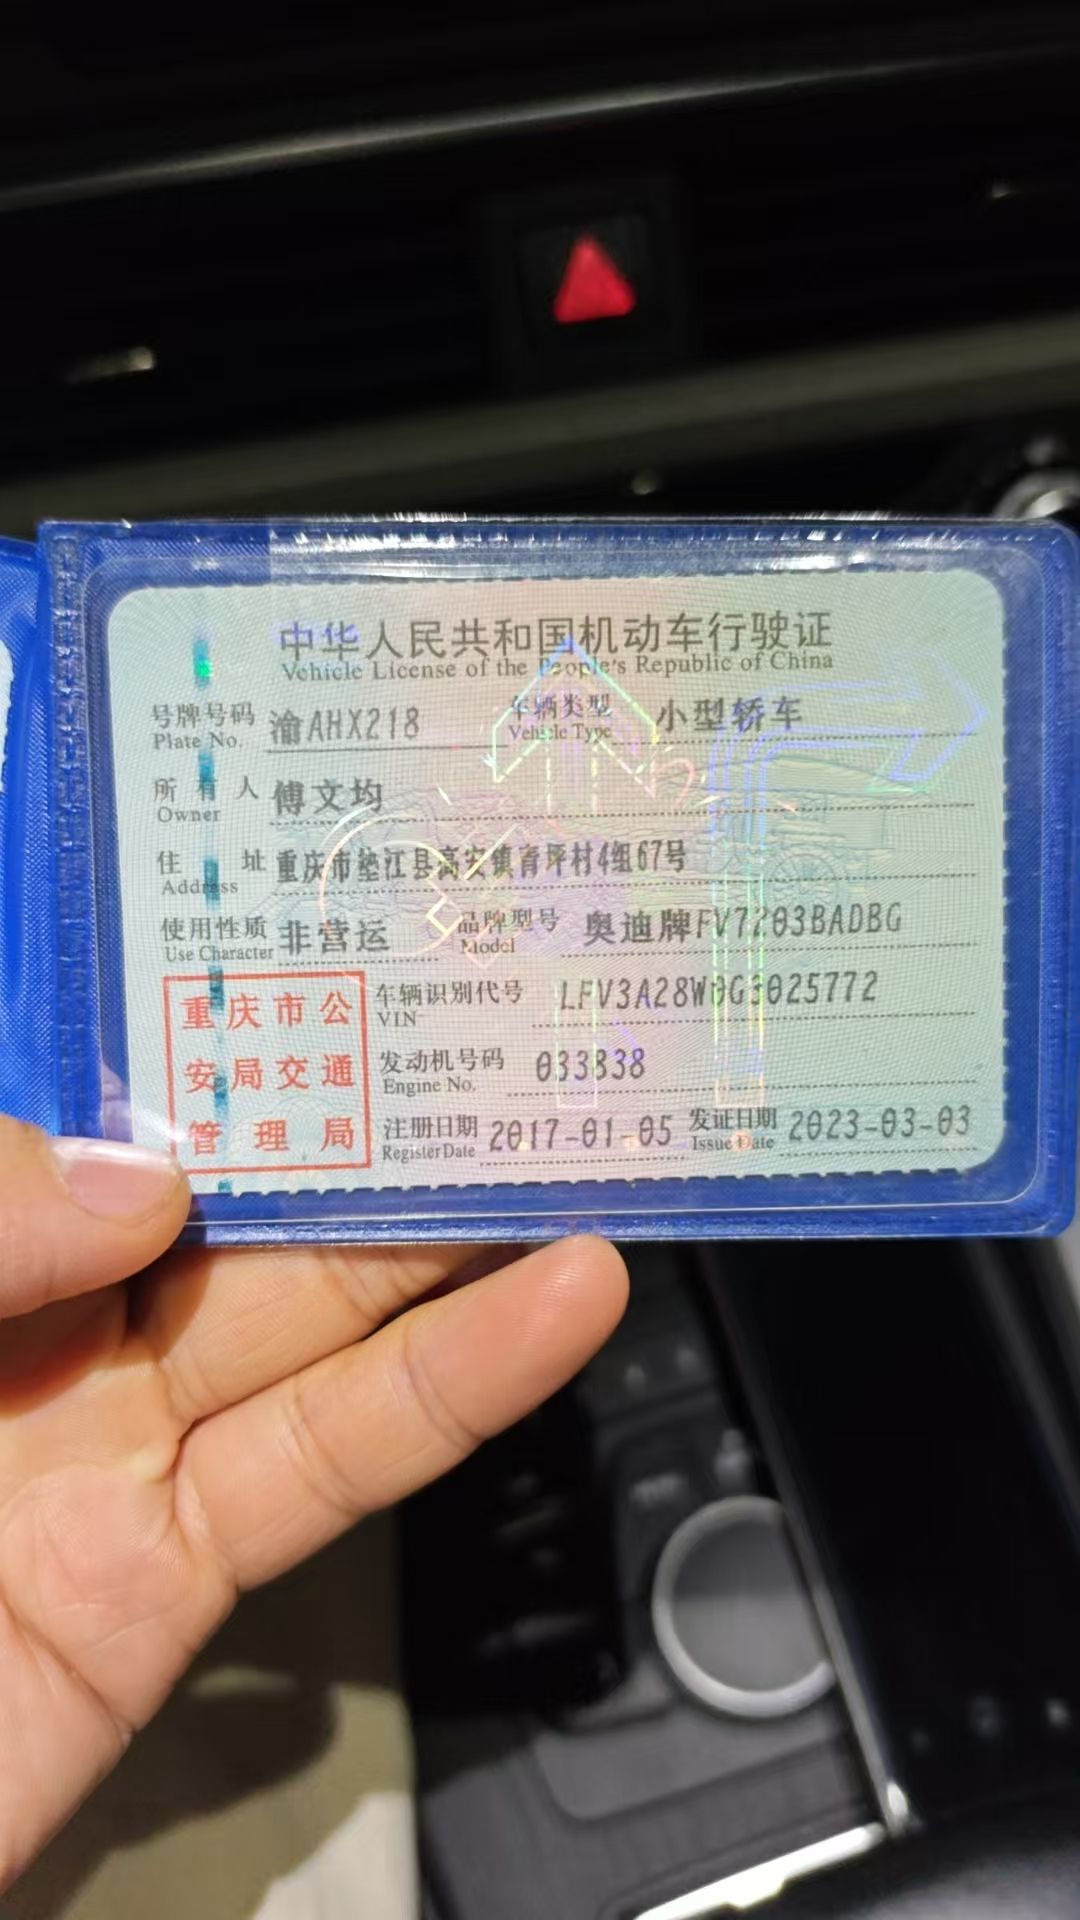 中华人民共和国机动车行驶证
Vehicle License of the People's Republic of China
号牌号码 渝AHX218 车辆类型 小型轿车
Plate No. Vehicle Type
所有人 傅文均
Owner
住址 重庆市垫江县高安镇青坪村4组67号
Address
使用性质 非营运 品牌型号 奥迪牌FV7203BADBG
Use Character Model
重庆市公 车辆识别代号 LFV3A28W0G3025772
VIN
安局交通 发动机号码 033838
Engine No.
管理局 注册日期 2017-01-05 发证日期 2023-03-03
Register Date Issue Date